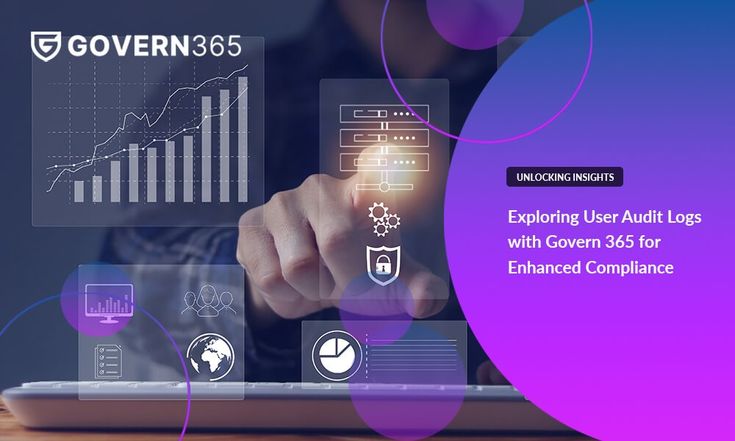 GOVERN365
UNLOCKING INSIGHTS
Exploring User Audit Logs
with Govern 365 for
Enhanced Compliance